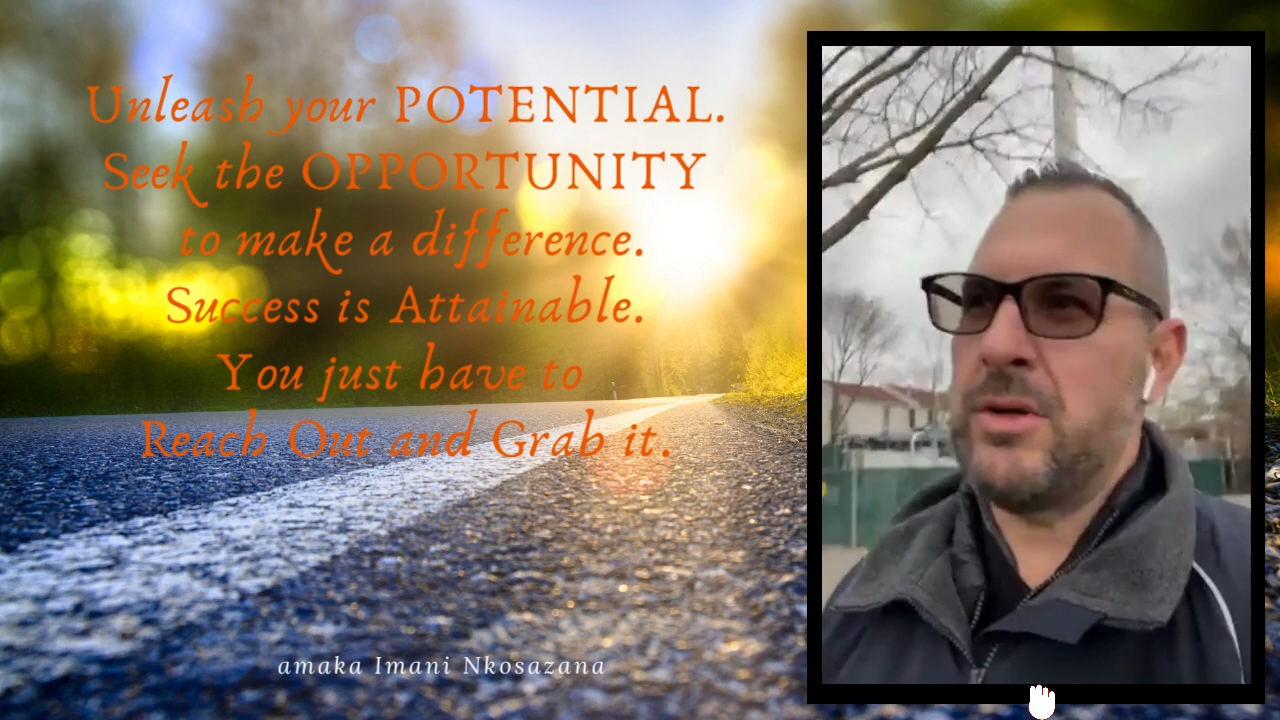 Unleash your POTENTIAL.
Seek the OPPORTUNITY
to make a difference.
Success is Attainable.
You just have to
Reach Out and Grab it.
amaka Imani Nkosazana